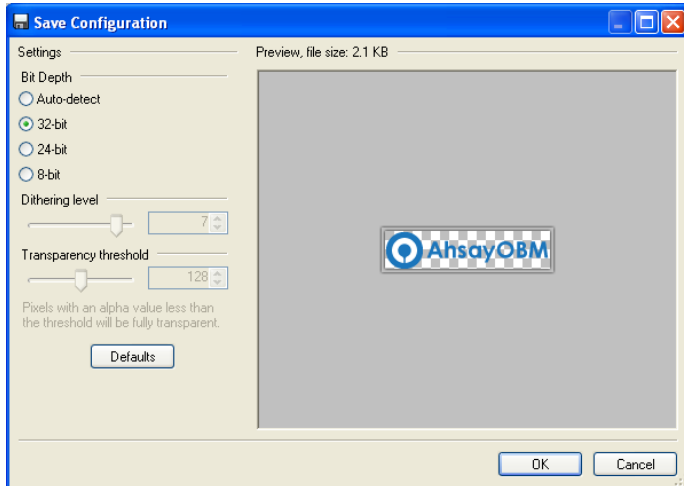 Save Configuration
Settings
Preview, file size: 2.1 KB
Bit Depth
Auto-detect
32-bit
24-bit
8-bit
Dithering level
7
Transparency threshold
128
Pixels with an alpha value less than
the threshold will be fully transparent.
Defaults
AhsayOBM
OK
Cancel